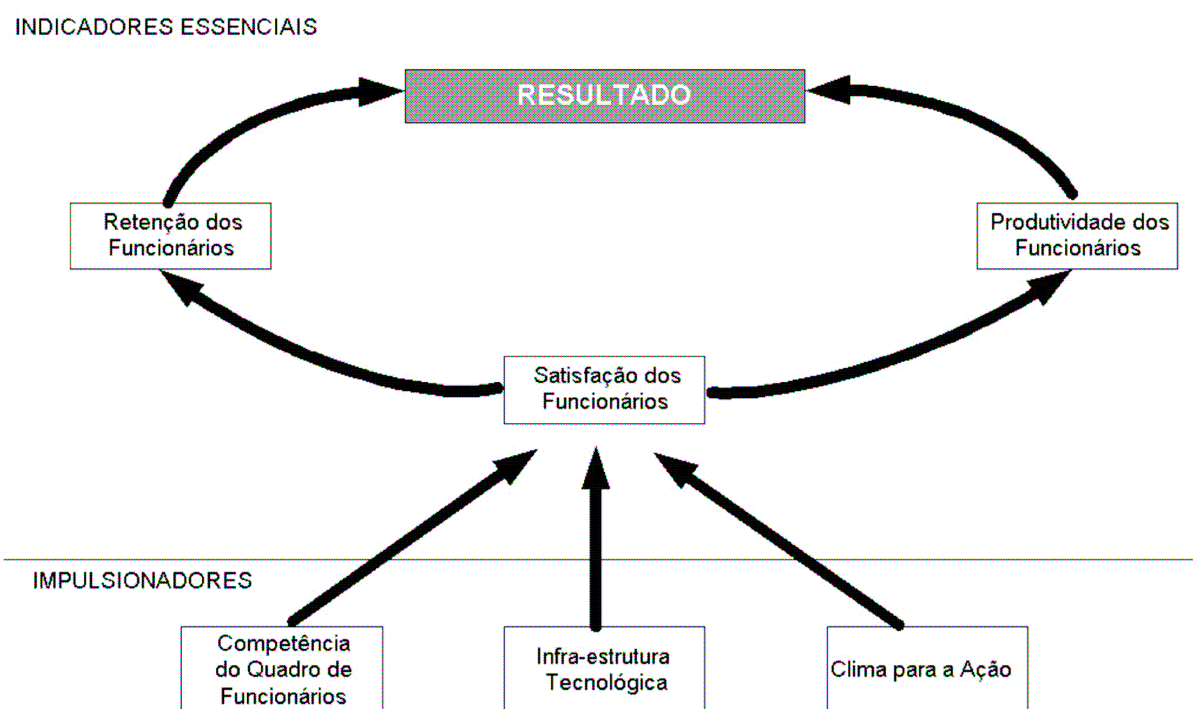 INDICADORES ESSENCIAIS
RESULTADO
Retenção dos
Funcionários
Produtividade dos
Funcionários
Satisfação dos
Funcionários
IMPULSIONADORES
Competência
do Quadro de
Funcionários
Infra-estrutura
Tecnológica
Clima para a Ação